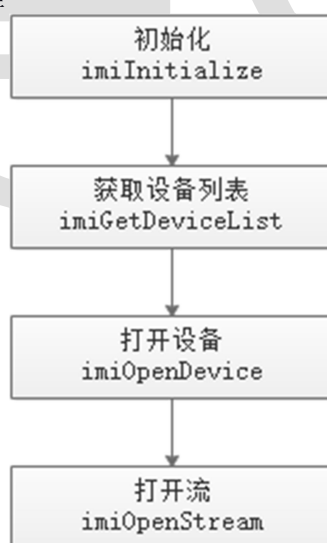 初始化
imiInitialize
获取设备列表
imiGetDeviceList
打开设备
imiOpenDevice
打开流
imiOpenStream